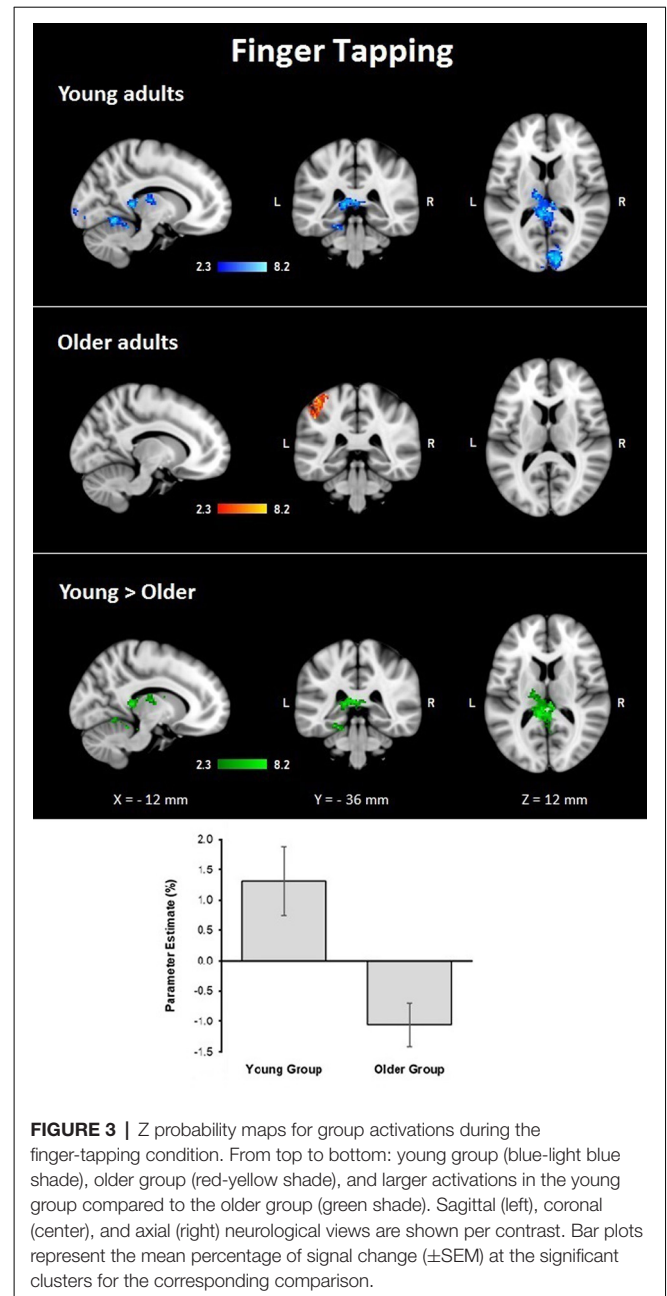 Finger Tapping
Young adults
L
R
L
R
2.3
8.2
Older adults
L
R
L
R
2.3
8.2
Young > Older
L
R
L
R
2.3
8.2
X = - 12 mm
Y = - 36 mm
Z = 12 mm
2.0
1.5
1.0
0.5
0.0
-0.5
-1.0
-1.5
Parameter Estimate (%)
Young Group
Older Group
FIGURE 3 | Z probability maps for group activations during the
finger-tapping condition. From top to bottom: young group (blue-light blue
shade), older group (red-yellow shade), and larger activations in the young
group compared to the older group (green shade). Sagittal (left), coronal
(center), and axial (right) neurological views are shown per contrast. Bar plots
represent the mean percentage of signal change (±SEM) at the significant
clusters for the corresponding comparison.